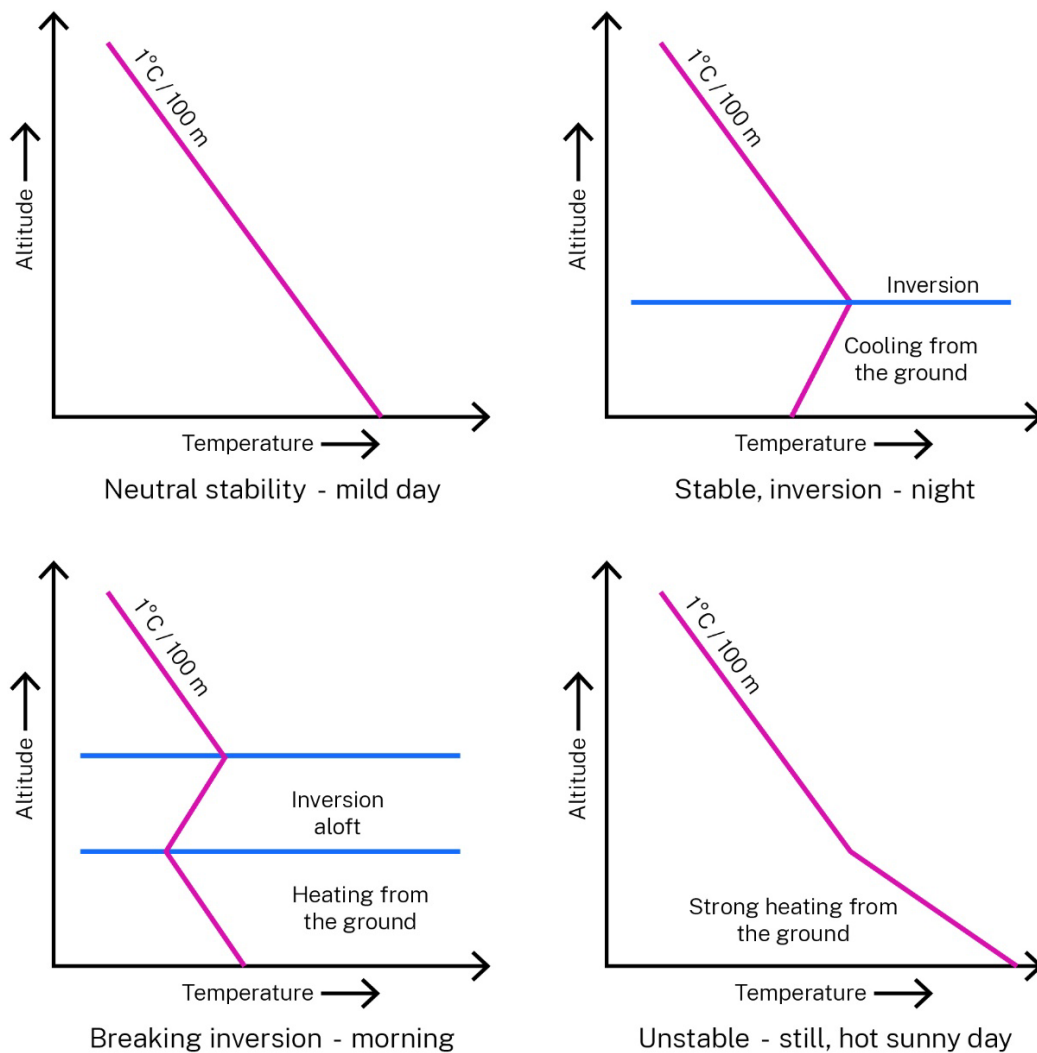 Altitude
1°C / 100 m
Temperature
Neutral stability - mild day
Altitude
1°C / 100 m
Inversion
Cooling from
the ground
Temperature
Stable, inversion - night
Altitude
1°C / 100 m
Inversion
aloft
Heating from
the ground
Temperature
Breaking inversion - morning
Altitude
1°C / 100 m
Strong heating from
the ground
Temperature
Unstable - still, hot sunny day